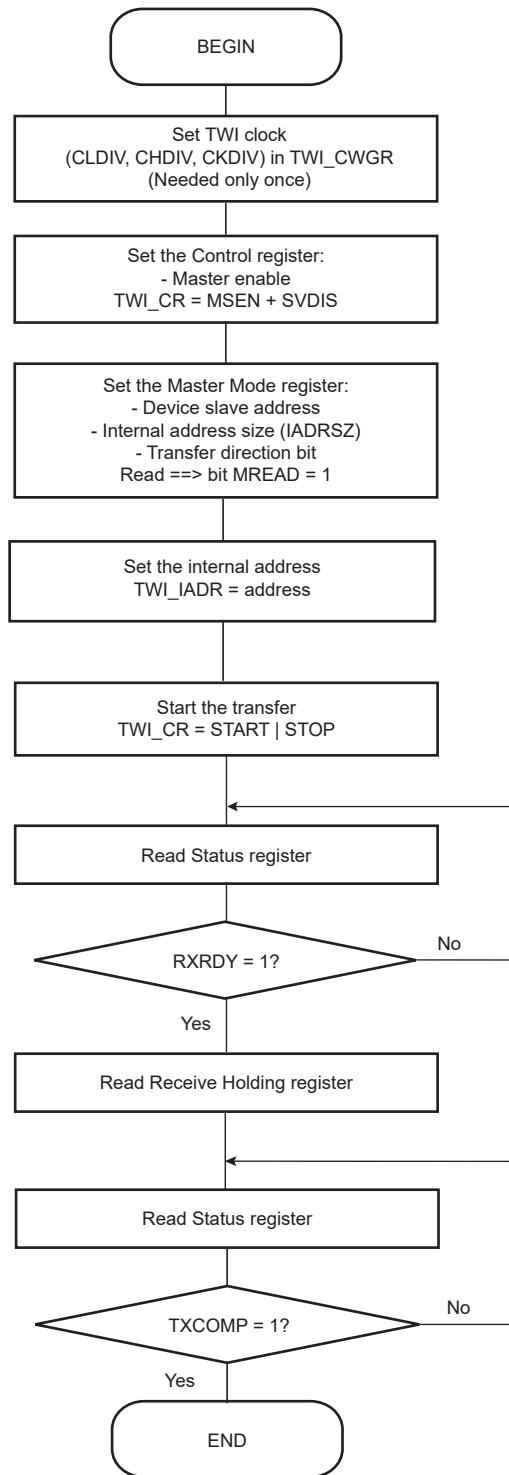 BEGIN
Set TWI clock
(CLDIV, CHDIV, CKDIV) in TWI_CWGR
(Needed only once)
Set the Control register:
- Master enable
TWI_CR = MSEN + SVDIS
Set the Master Mode register:
- Device slave address
- Internal address size (IADRSZ)
- Transfer direction bit
Read ==> bit MREAD = 1
Set the internal address
TWI_IADR = address
Start the transfer
TWI_CR = START | STOP
Read Status register
RXRDY = 1?
No
Yes
Read Receive Holding register
Read Status register
TXCOMP = 1?
No
Yes
END